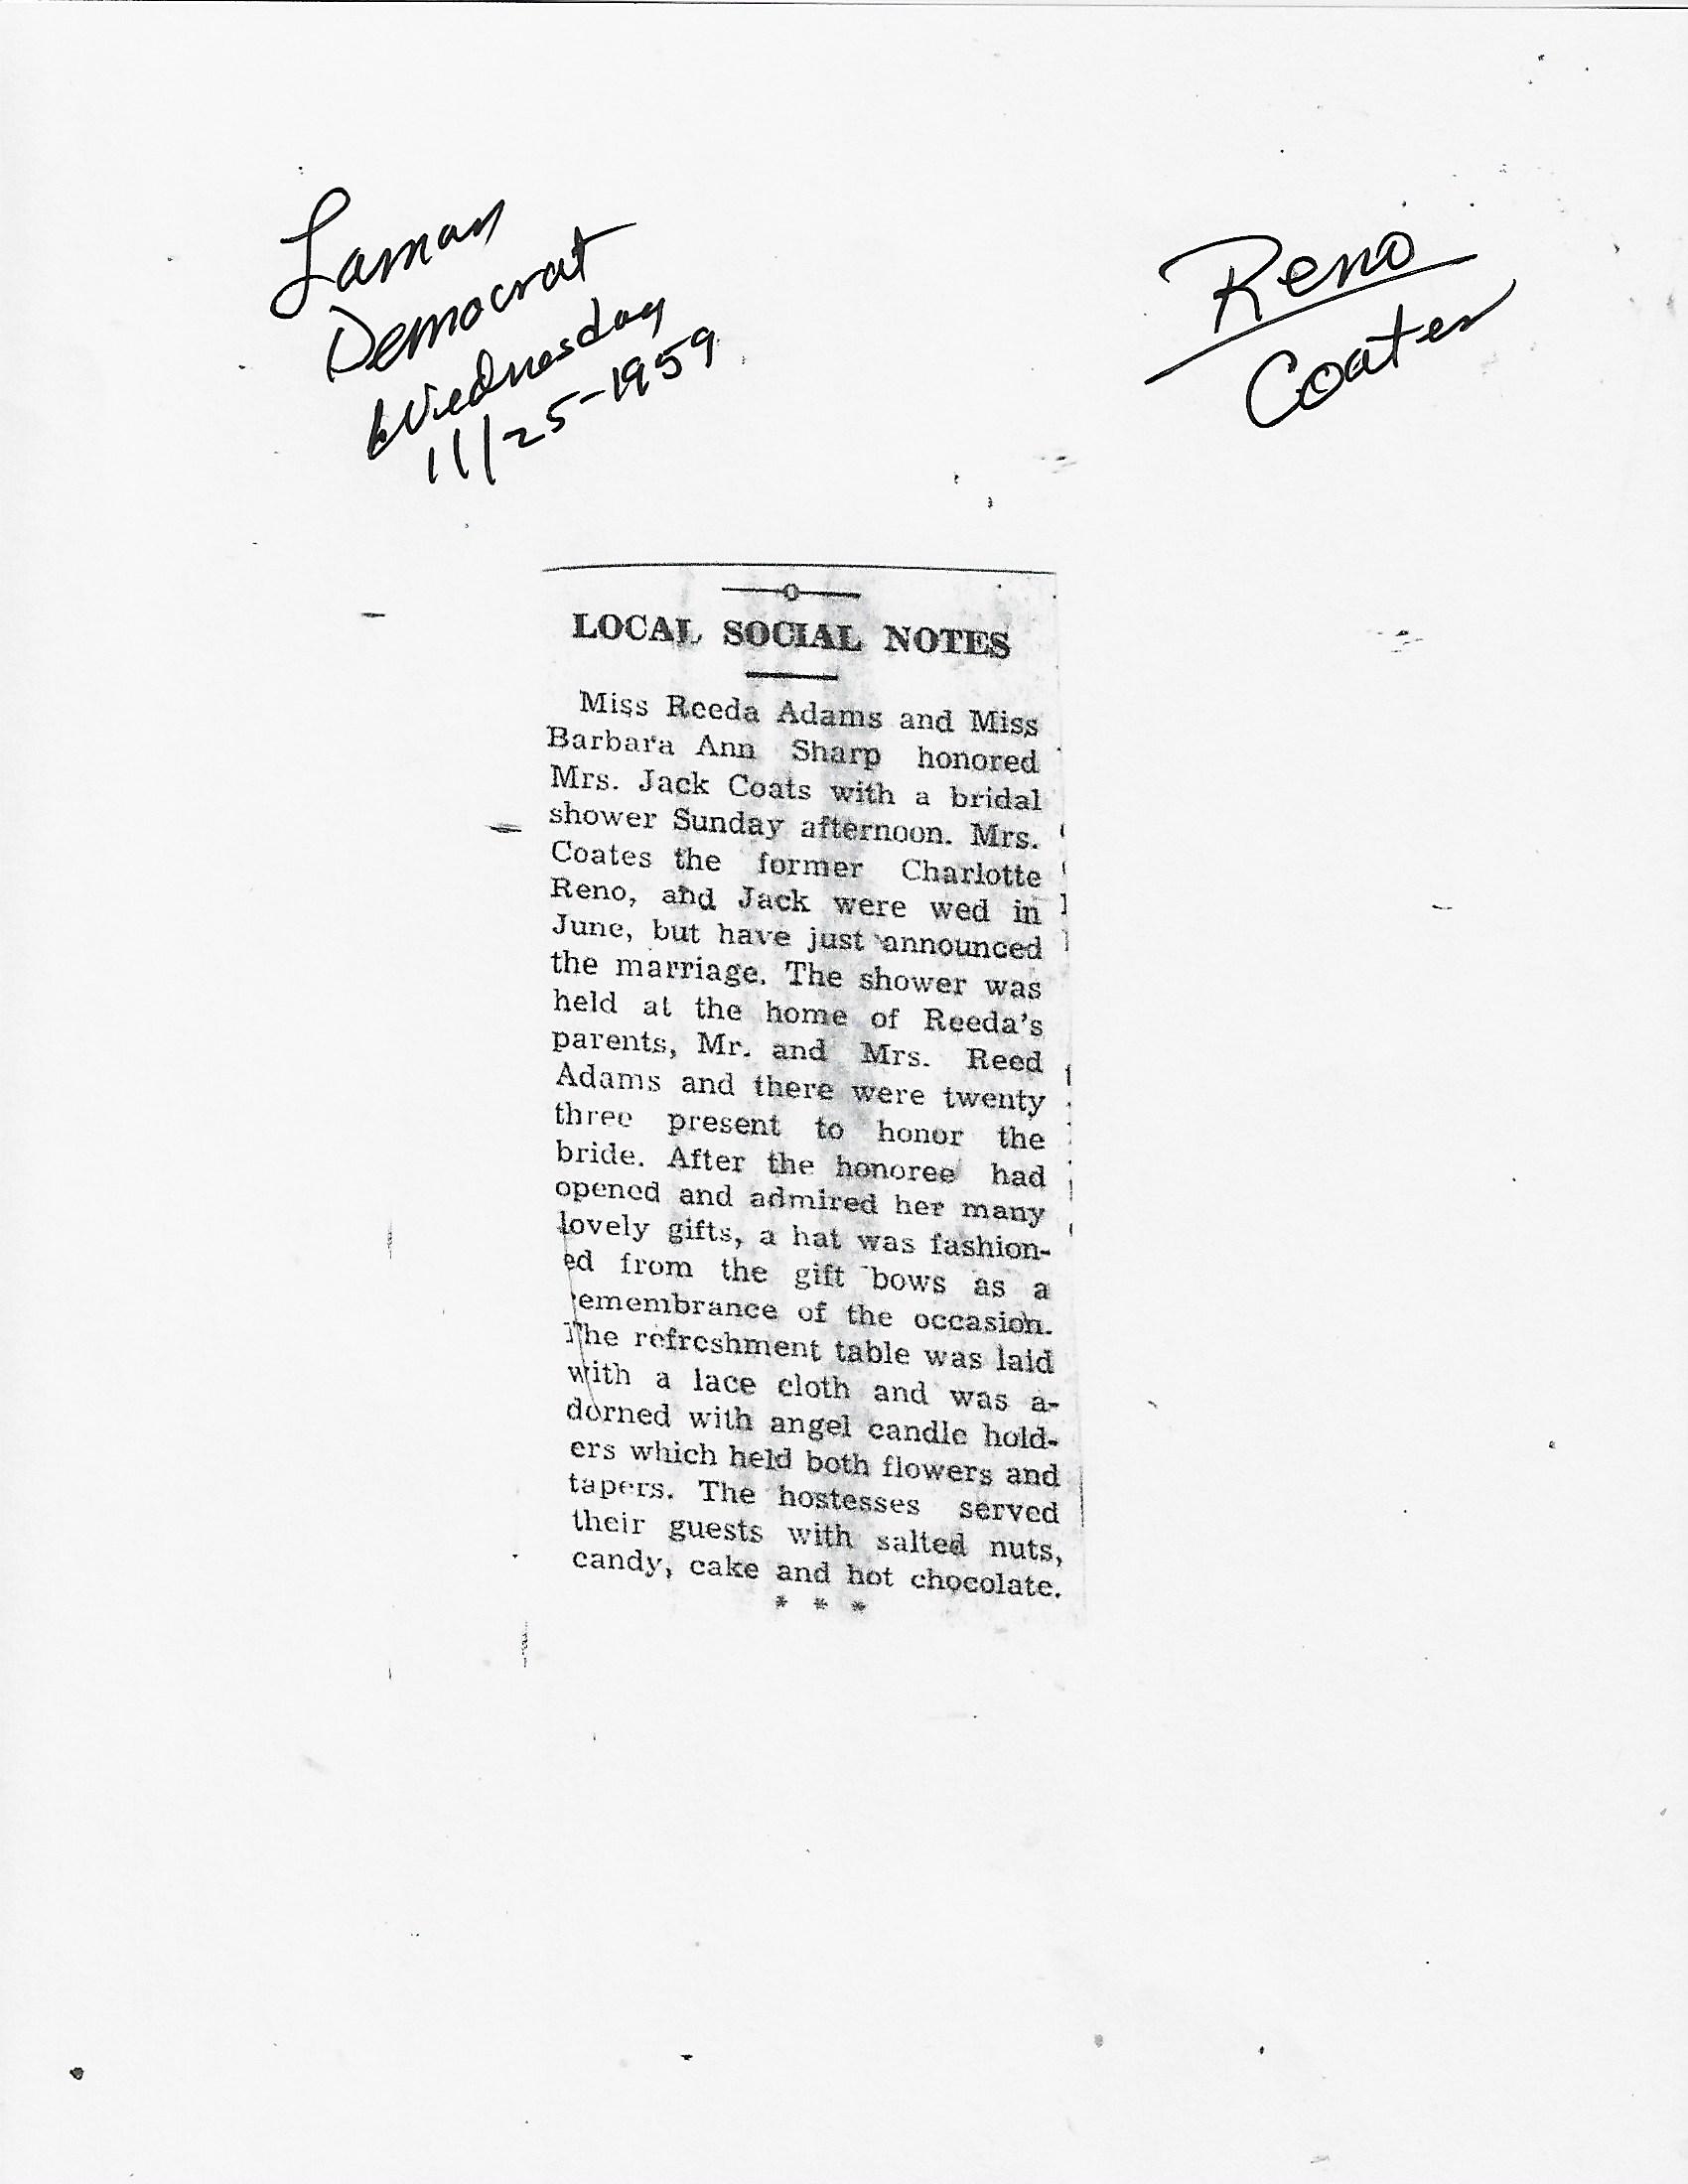 Lamar
Democrat
Wednesday
11/25-1959
Reno
Coates
LOCAL SOCIAL NOTES
Miss Reeda Adams and Miss
Barbara Ann Sharp honored
Mrs. Jack Coats with a bridal
shower Sunday afternoon. Mrs.
Coates the former Charlotte
Reno, and Jack were wed in
June, but have just announced
the marriage. The shower was
held at the home of Reeda's
parents, Mr. and Mrs. Reed
Adams and there were twenty
three present to honor the
bride. After the honoree had
opened and admired her many
lovely gifts, a hat was fashion-
ed from the gift bows as a
remembrance of the occasion.
The refreshment table was laid
with a lace cloth and was a-
dorned with angel candle hold-
ers which held both flowers and
tapers. The hostesses served
their guests with salted nuts,
candy, cake and hot chocolate.
* * *